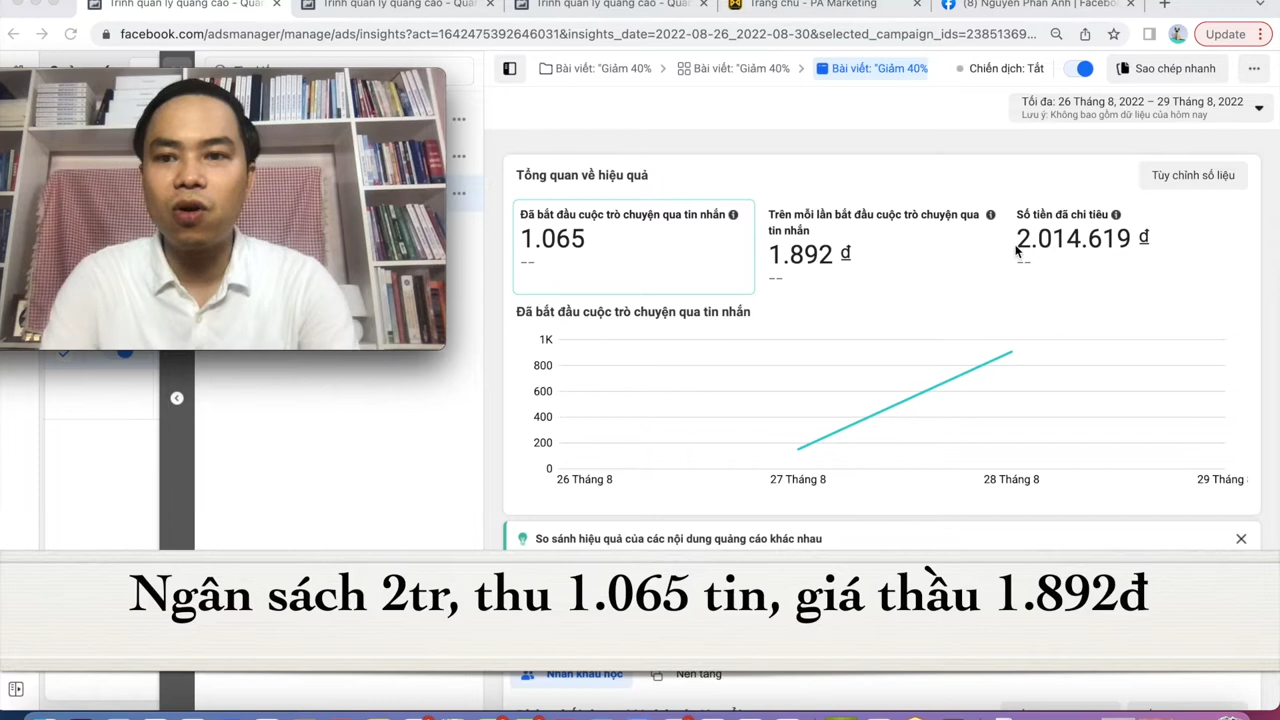 Trình quản lý quảng cáo - Quản
Trình quản lý quảng cáo - Quản
Trình quản lý quảng cáo - Quản
Trang chủ - PA Marketing
(8) Nguyễn Phan Anh | Facebo
facebook.com/adsmanager/manage/ads/insights?act=1642475392646031&insights_date=2022-08-26_2022-08-30&selected_campaign_ids=23851369...
Update
Bài viết: "Giảm 40%
Bài viết: "Giảm 40%
Bài viết: "Giảm 40%
Chiến dịch: Tắt
Sao chép nhanh
Tối đa: 26 Tháng 8, 2022 – 29 Tháng 8, 2022
Lưu ý: Không bao gồm dữ liệu của hôm nay
Tổng quan về hiệu quả
Tùy chỉnh số liệu
Đã bắt đầu cuộc trò chuyện qua tin nhắn
1.065
--
Trên mỗi lần bắt đầu cuộc trò chuyện qua
tin nhắn
1.892 đ
--
Số tiền đã chi tiêu
2.014.619 đ
--
Đã bắt đầu cuộc trò chuyện qua tin nhắn
1K
800
600
400
200
0
26 Tháng 8
27 Tháng 8
28 Tháng 8
29 Tháng
So sánh hiệu quả của các nội dung quảng cáo khác nhau
Ngân sách 2tr, thu 1.065 tin, giá thầu 1.892đ
Nhân khẩu học
Nền tảng